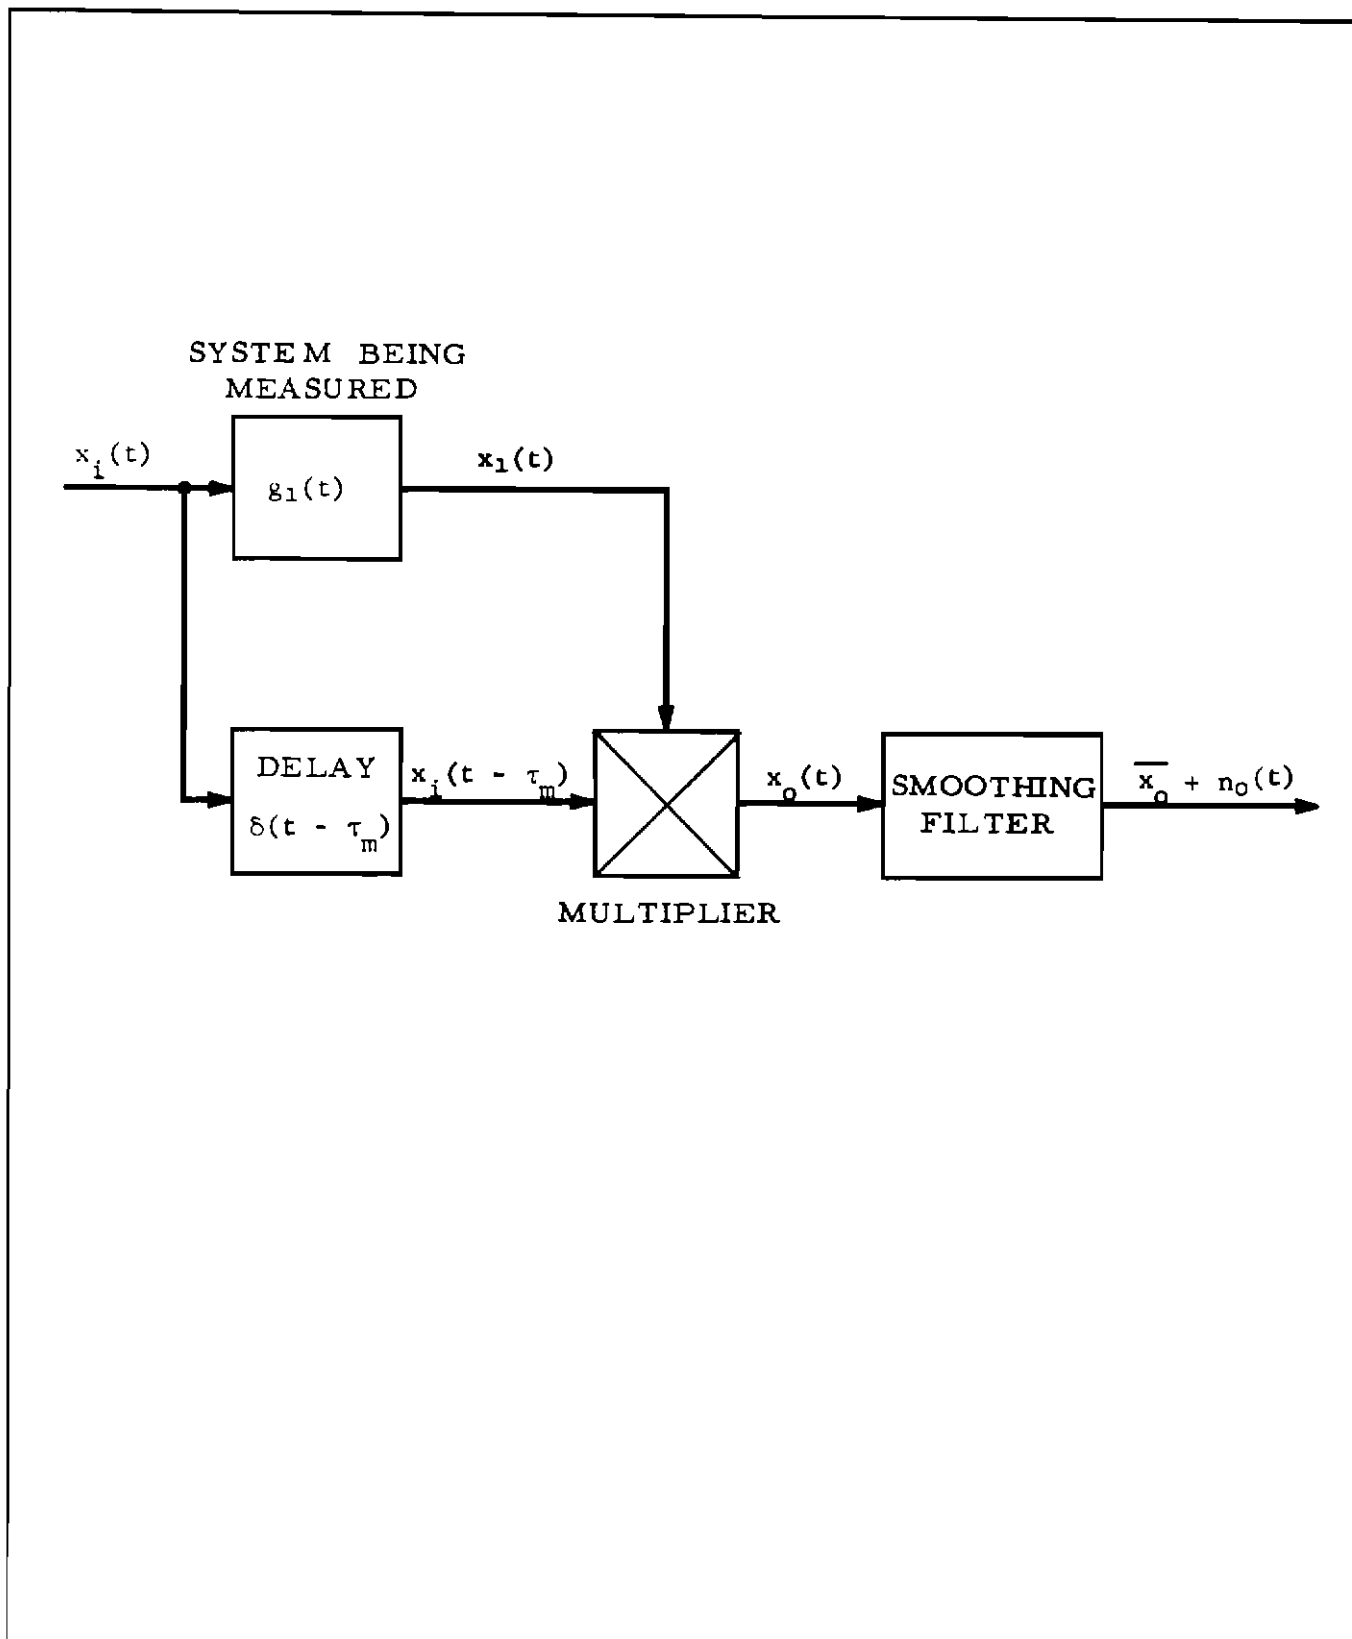 SYSTEM BEING
MEASURED
x_i(t)
g_1(t)
x_1(t)
DELAY
δ(t - τ_m)
x_i(t - τ_m)
MULTIPLIER
x_o(t)
SMOOTHING
FILTER
x̅_o + n_o(t)